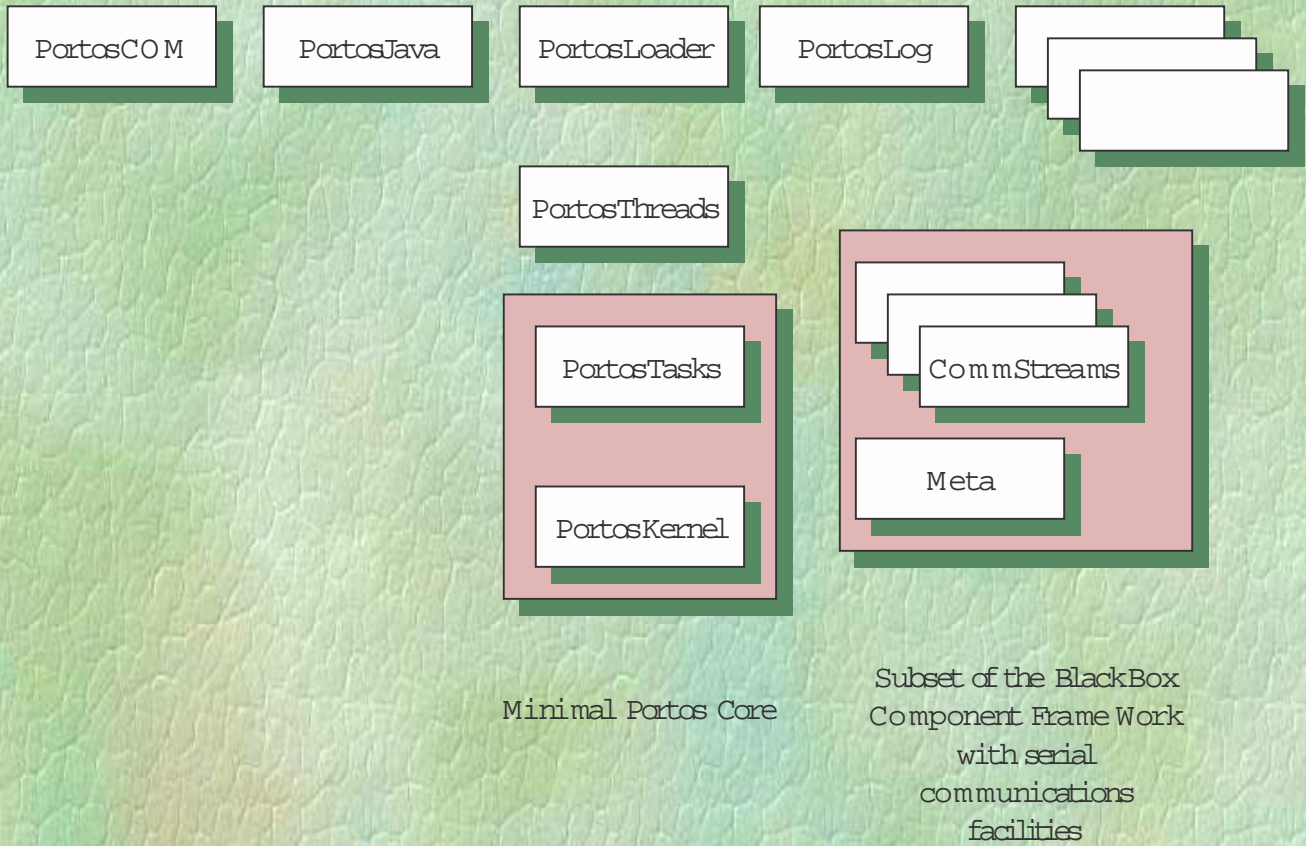 PortosCOM
PortosJava
PortosLoader
PortosLog
PortosThreads
PortosTasks
CommStreams
Meta
PortosKernel
Minimal Portos Core
Subset of the BlackBox
Component Frame Work
with serial
communications
facilities